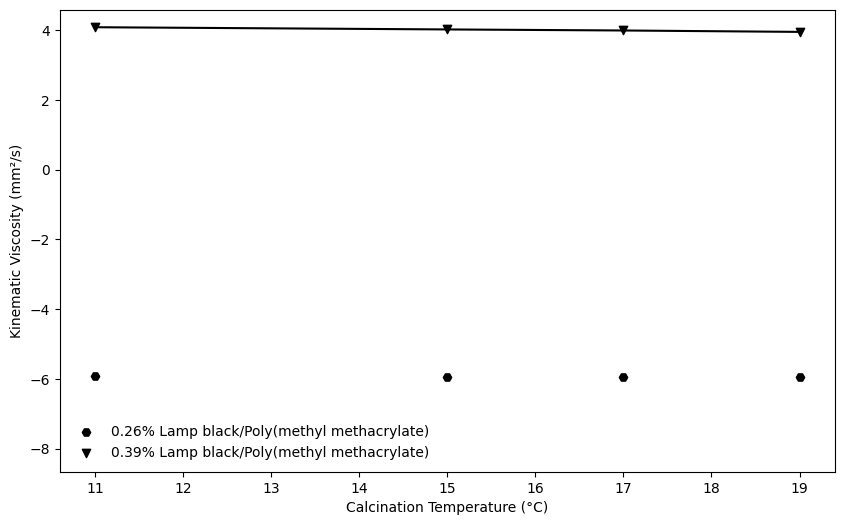 4
2
0
−2
−4
−6
−8
Kinematic Viscosity (mm²/s)
0.26% Lamp black/Poly(methyl methacrylate)
0.39% Lamp black/Poly(methyl methacrylate)
11 12 13 14 15 16 17 18 19
Calcination Temperature (°C)